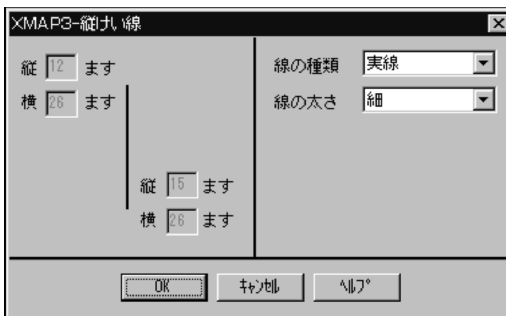 XMAP3-縦けい線
縦 12 ます
横 26 ます
縦 15 ます
横 26 ます
線の種類 実線
線の太さ 細
OK ｷｬﾝｾﾙ ﾍﾙﾌﾟ